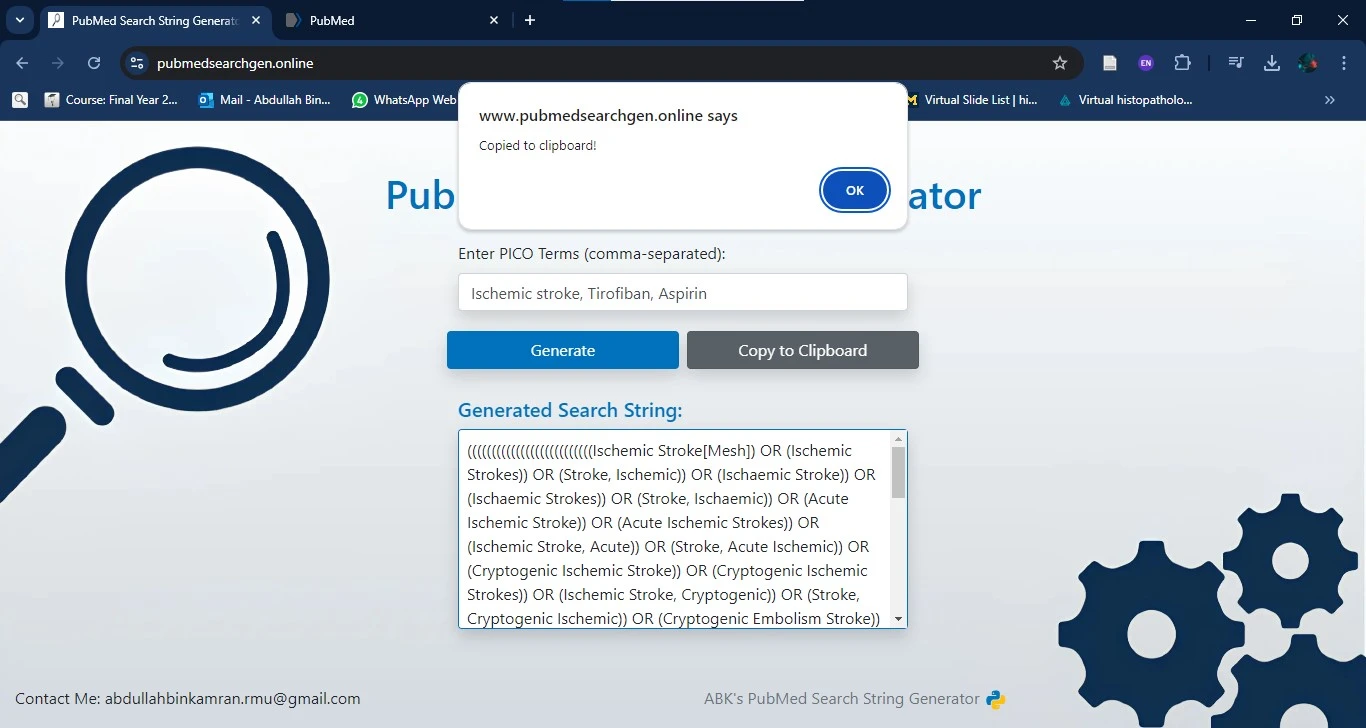 PubMed Search String Generato
PubMed
pubmedsearchgen.online
EN
Course: Final Year 2...
Mail - Abdullah Bin...
WhatsApp Web
Virtual Slide List | hi...
Virtual histopatholo...
www.pubmedsearchgen.online says
Copied to clipboard!
OK
Pub ator
Enter PICO Terms (comma-separated):
Ischemic stroke, Tirofiban, Aspirin
Generate
Copy to Clipboard
Generated Search String:
((((((((((((((((((((((((((Ischemic Stroke[Mesh]) OR (Ischemic
Strokes)) OR (Stroke, Ischemic)) OR (Ischaemic Stroke)) OR
(Ischaemic Strokes)) OR (Stroke, Ischaemic)) OR (Acute
Ischemic Stroke)) OR (Acute Ischemic Strokes)) OR
(Ischemic Stroke, Acute)) OR (Stroke, Acute Ischemic)) OR
(Cryptogenic Ischemic Stroke)) OR (Cryptogenic Ischemic
Strokes)) OR (Ischemic Stroke, Cryptogenic)) OR (Stroke,
Cryptogenic Ischemic)) OR (Cryptogenic Embolism Stroke))
Contact Me: abdullahbinkamran.rmu@gmail.com
ABK's PubMed Search String Generator